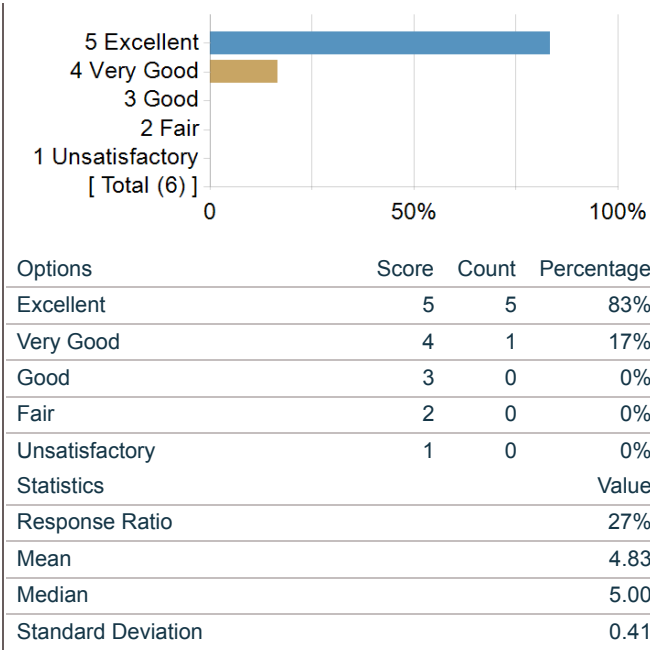 5 Excellent
4 Very Good
3 Good
2 Fair
1 Unsatisfactory
[ Total (6) ]
0 50% 100%
Options Score Count Percentage
Excellent 5 5 83%
Very Good 4 1 17%
Good 3 0 0%
Fair 2 0 0%
Unsatisfactory 1 0 0%
Statistics Value
Response Ratio 27%
Mean 4.83
Median 5.00
Standard Deviation 0.41